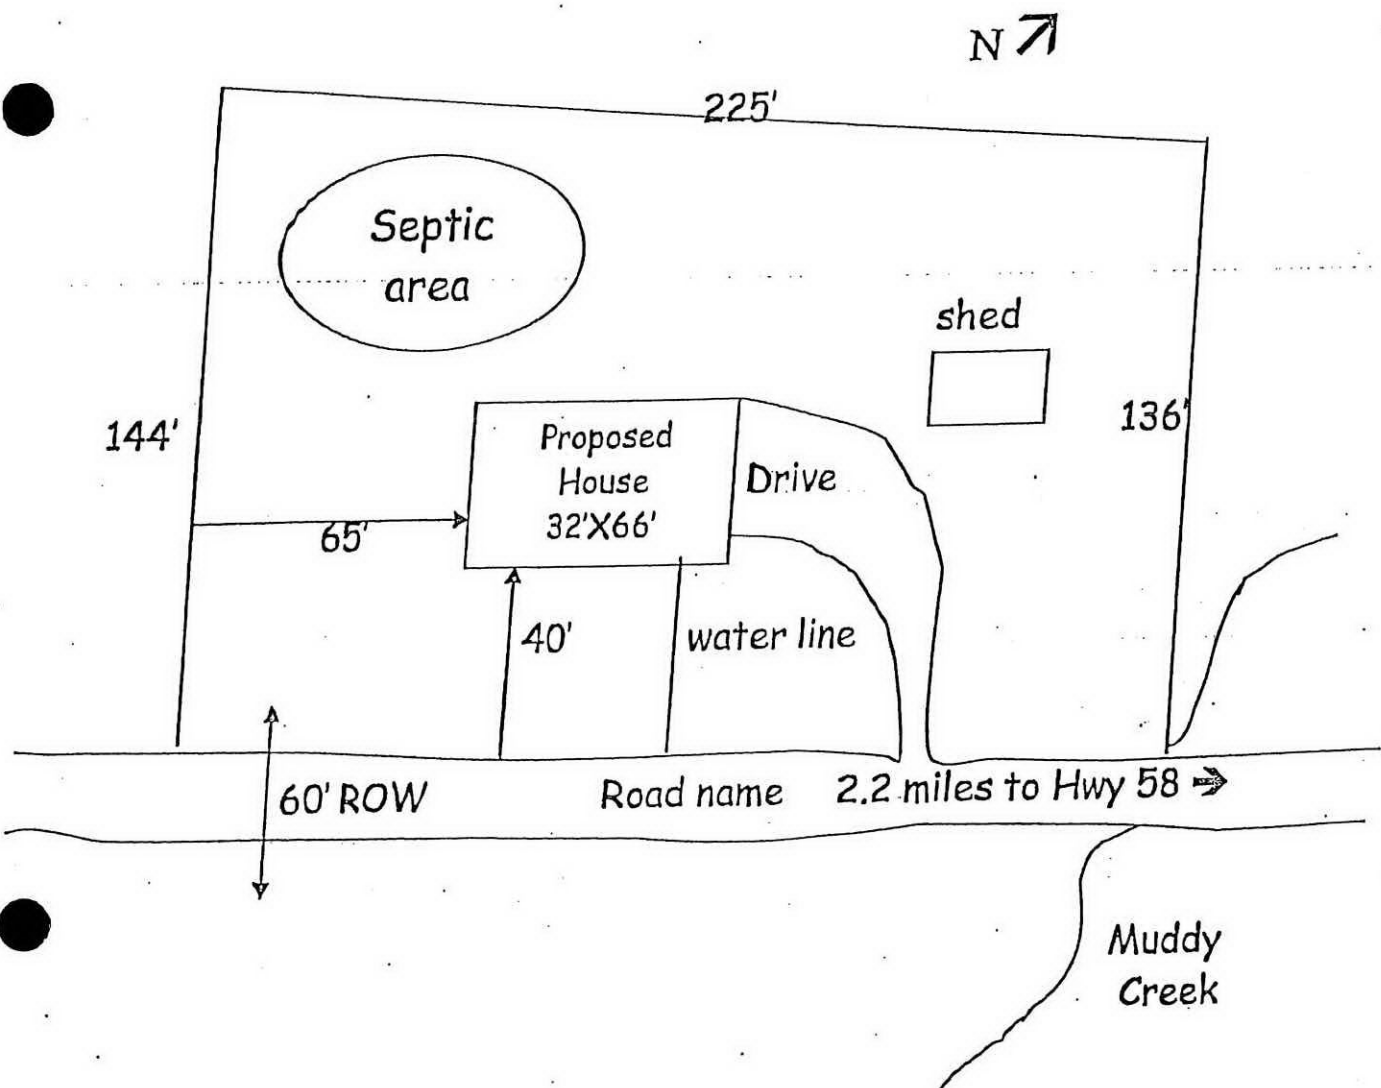 N
225'
Septic
area
shed
144'
136'
Proposed
House
32'X66'
Drive
65'
40'
water line
60' ROW
Road name
2.2 miles to Hwy 58
Muddy
Creek